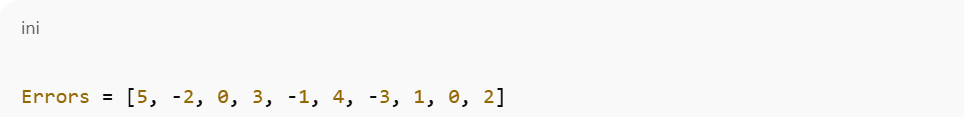 ini
Errors = [5, -2, 0, 3, -1, 4, -3, 1, 0, 2]